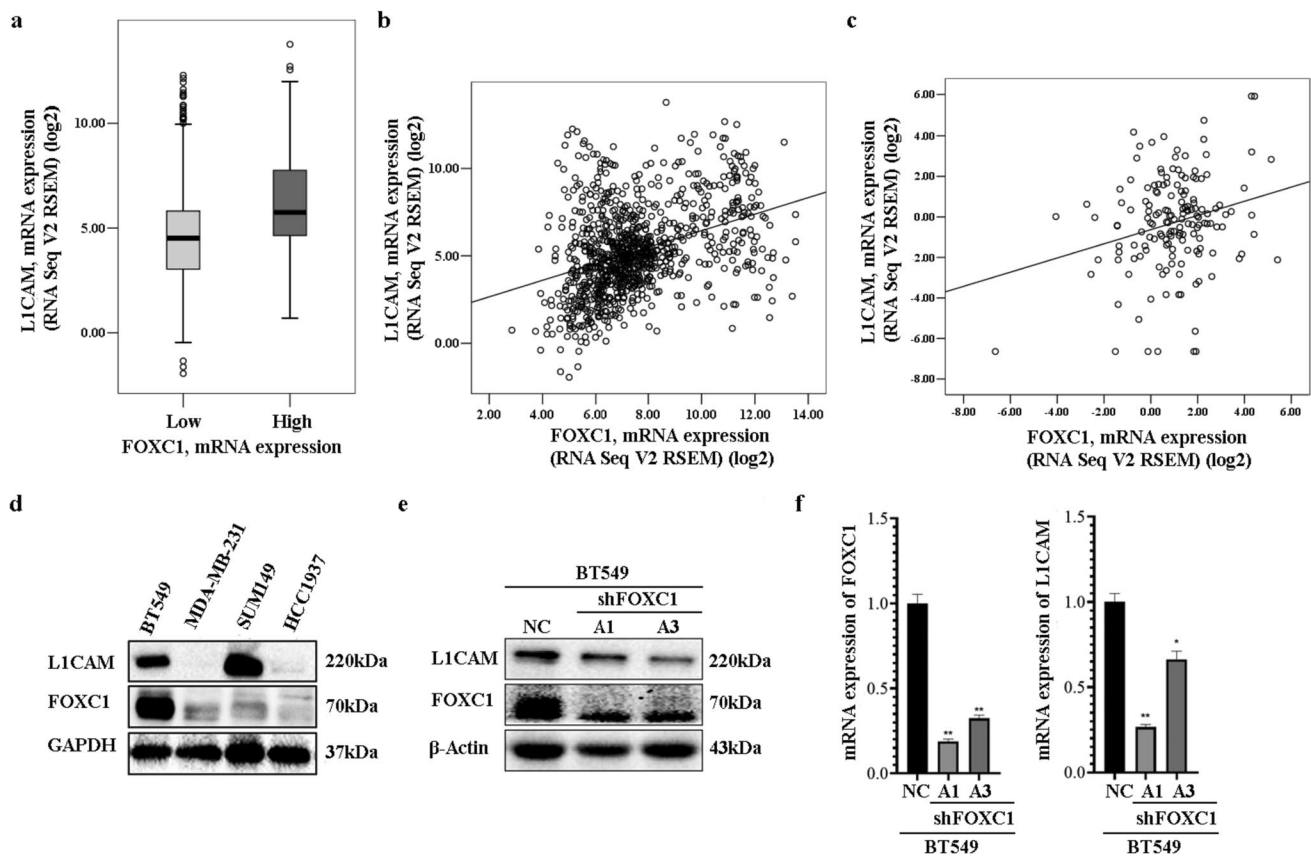 a
L1CAM, mRNA expression
(RNA Seq V2 RSEM) (log2)
10.00
5.00
0.00
Low
High
FOXC1, mRNA expression
b
L1CAM, mRNA expression
(RNA Seq V2 RSEM) (log2)
10.00
5.00
0.00
2.00 4.00 6.00 8.00 10.00 12.00 14.00
FOXC1, mRNA expression
(RNA Seq V2 RSEM) (log2)
c
L1CAM, mRNA expression
(RNA Seq V2 RSEM) (log2)
6.00
4.00
2.00
0.00
-2.00
-4.00
-6.00
-8.00
-8.00 -6.00 -4.00 -2.00 0.00 2.00 4.00 6.00
FOXC1, mRNA expression
(RNA Seq V2 RSEM) (log2)
d
BT549
MDA-MB-231
SUM149
HCC1937
L1CAM 220kDa
FOXC1 70kDa
GAPDH 37kDa
e
BT549
shFOXC1
NC A1 A3
L1CAM 220kDa
FOXC1 70kDa
β-Actin 43kDa
f
mRNA expression of FOXC1
1.5
1.0
0.5
0.0
**
**
NC A1 A3
shFOXC1
BT549
mRNA expression of L1CAM
1.5
1.0
0.5
0.0
**
*
NC A1 A3
shFOXC1
BT549